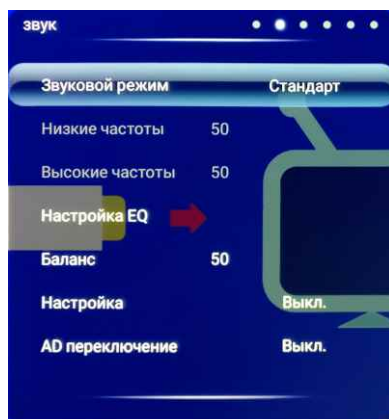 звук
Звуковой режим Стандарт
Низкие частоты 50
Высокие частоты 50
Настройка EQ
Баланс 50
Настройка Выкл.
AD переключение Выкл.